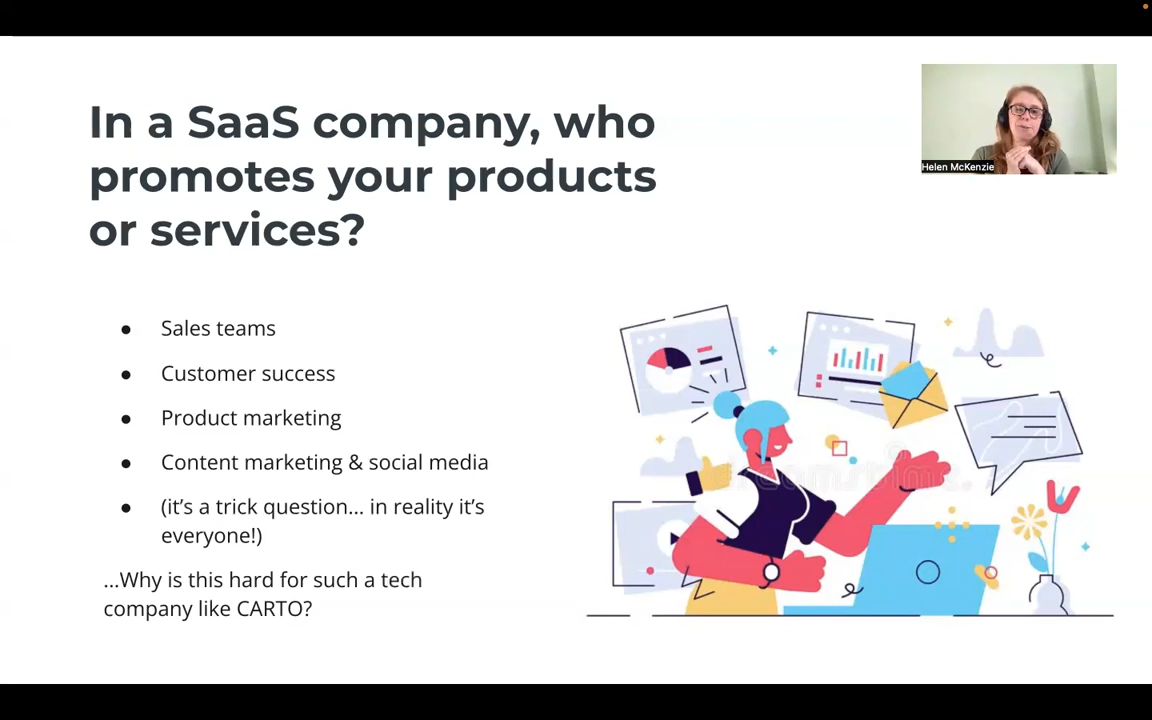 In a SaaS company, who
promotes your products
or services?
Helen McKenzie
● Sales teams
● Customer success
● Product marketing
● Content marketing & social media
● (it's a trick question... in reality it's
everyone!)
...Why is this hard for such a tech
company like CARTO?